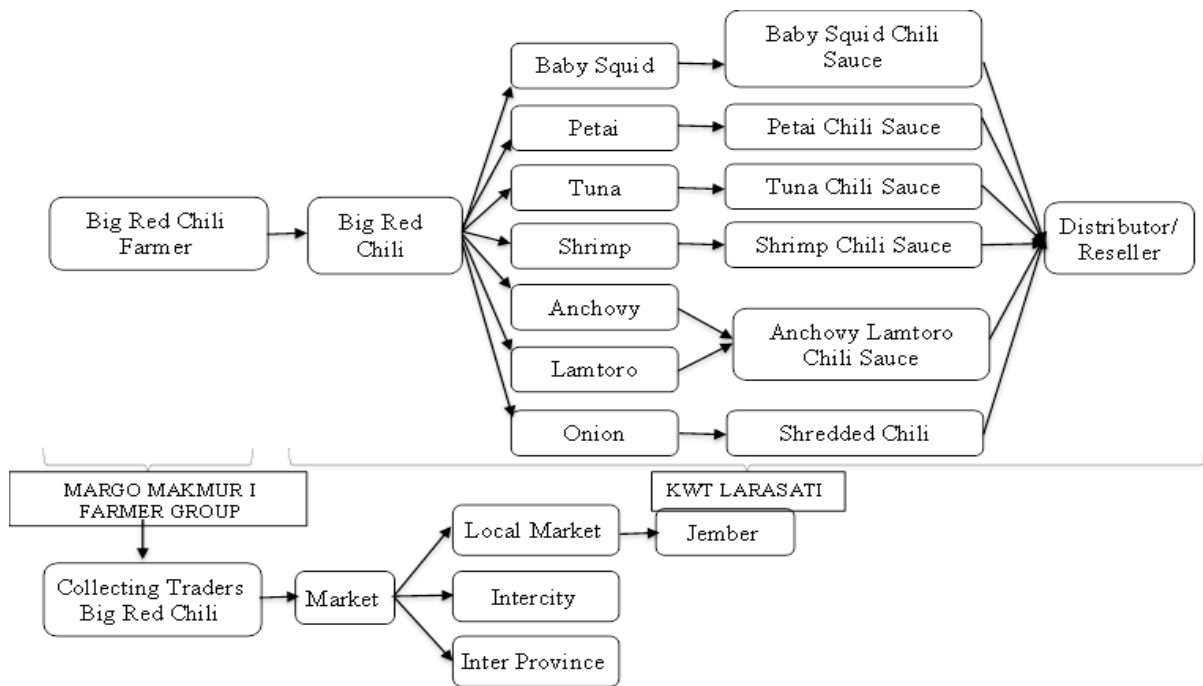 Big Red Chili
Farmer
Big Red
Chili
Baby Squid
Petai
Tuna
Shrimp
Anchovy
Lamtoro
Onion
Baby Squid Chili
Sauce
Petai Chili Sauce
Tuna Chili Sauce
Shrimp Chili Sauce
Anchovy Lamtoro
Chili Sauce
Shredded Chili
Distributor/
Reseller
MARGO MAKMUR I
FARMER GROUP
KWT LARASATI
Collecting Traders
Big Red Chili
Market
Local Market
Intercity
Inter Province
Jember